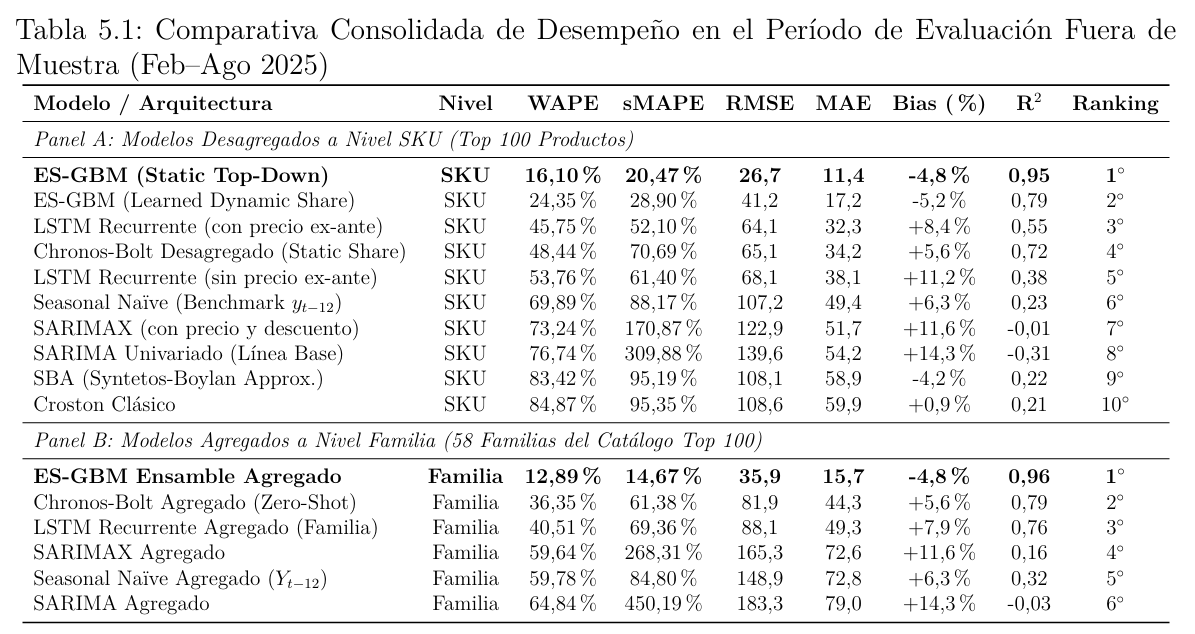 Tabla 5.1: Comparativa Consolidada de Desempeño en el Período de Evaluación Fuera de
Muestra (Feb–Ago 2025)
Modelo / Arquitectura Nivel WAPE sMAPE RMSE MAE Bias (%) R² Ranking
Panel A: Modelos Desagregados a Nivel SKU (Top 100 Productos)
ES-GBM (Static Top-Down) SKU 16,10 % 20,47 % 26,7 11,4 -4,8 % 0,95 1°
ES-GBM (Learned Dynamic Share) SKU 24,35 % 28,90 % 41,2 17,2 -5,2 % 0,79 2°
LSTM Recurrente (con precio ex-ante) SKU 45,75 % 52,10 % 64,1 32,3 +8,4 % 0,55 3°
Chronos-Bolt Desagregado (Static Share) SKU 48,44 % 70,69 % 65,1 34,2 +5,6 % 0,72 4°
LSTM Recurrente (sin precio ex-ante) SKU 53,76 % 61,40 % 68,1 38,1 +11,2 % 0,38 5°
Seasonal Naïve (Benchmark yt−12) SKU 69,89 % 88,17 % 107,2 49,4 +6,3 % 0,23 6°
SARIMAX (con precio y descuento) SKU 73,24 % 170,87 % 122,9 51,7 +11,6 % -0,01 7°
SARIMA Univariado (Línea Base) SKU 76,74 % 309,88 % 139,6 54,2 +14,3 % -0,31 8°
SBA (Syntetos-Boylan Approx.) SKU 83,42 % 95,19 % 108,1 58,9 -4,2 % 0,22 9°
Croston Clásico SKU 84,87 % 95,35 % 108,6 59,9 +0,9 % 0,21 10°
Panel B: Modelos Agregados a Nivel Familia (58 Familias del Catálogo Top 100)
ES-GBM Ensamble Agregado Familia 12,89 % 14,67 % 35,9 15,7 -4,8 % 0,96 1°
Chronos-Bolt Agregado (Zero-Shot) Familia 36,35 % 61,38 % 81,9 44,3 +5,6 % 0,79 2°
LSTM Recurrente Agregado (Familia) Familia 40,51 % 69,36 % 88,1 49,3 +7,9 % 0,76 3°
SARIMAX Agregado Familia 59,64 % 268,31 % 165,3 72,6 +11,6 % 0,16 4°
Seasonal Naïve Agregado (Yt−12) Familia 59,78 % 84,80 % 148,9 72,8 +6,3 % 0,32 5°
SARIMA Agregado Familia 64,84 % 450,19 % 183,3 79,0 +14,3 % -0,03 6°